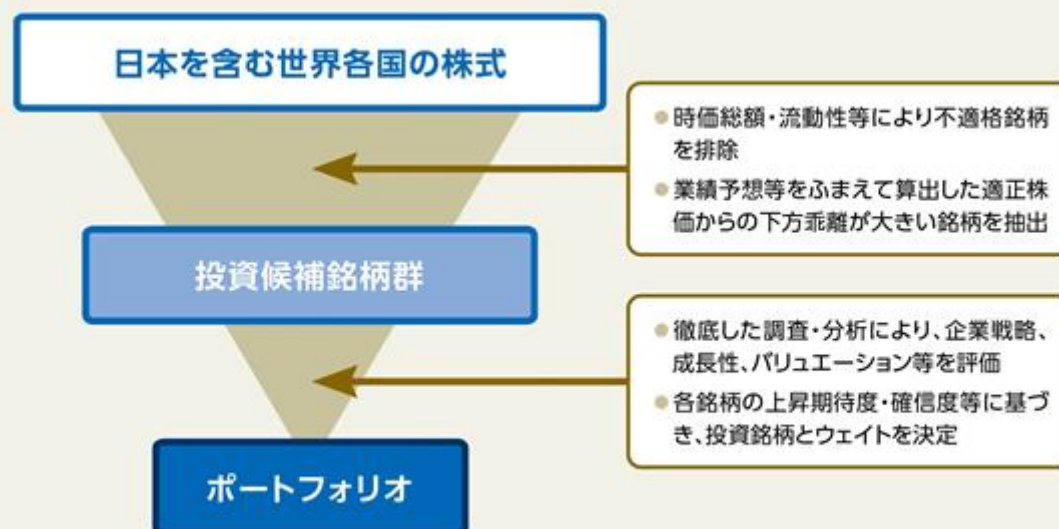 日本を含む世界各国の株式
●時価総額・流動性等により不適格銘柄
を排除
●業績予想等をふまえて算出した適正株
価からの下方乖離が大きい銘柄を抽出
投資候補銘柄群
●徹底した調査・分析により、企業戦略、
成長性、バリュエーション等を評価
●各銘柄の上昇期待度・確信度等に基づ
き、投資銘柄とウェイトを決定
ポートフォリオ